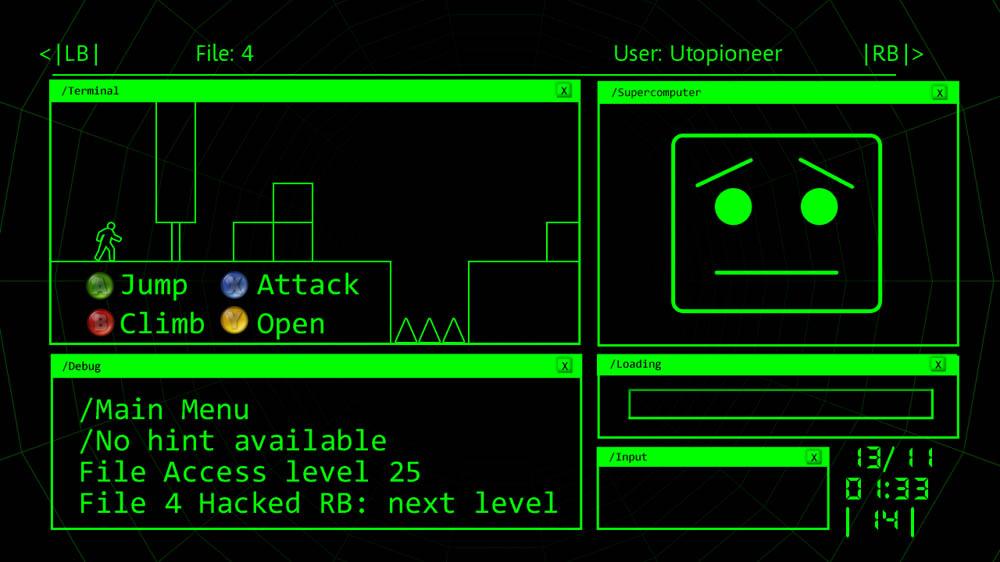 <|LB| File: 4 User: Utopioneer |RB|>
/Terminal X
A Jump X Attack
B Climb Y Open
/Supercomputer X
/Debug X
/Main Menu
/No hint available
File Access level 25
File 4 Hacked RB: next level
/Loading X
/Input X
13/11
01:33
| 14 |